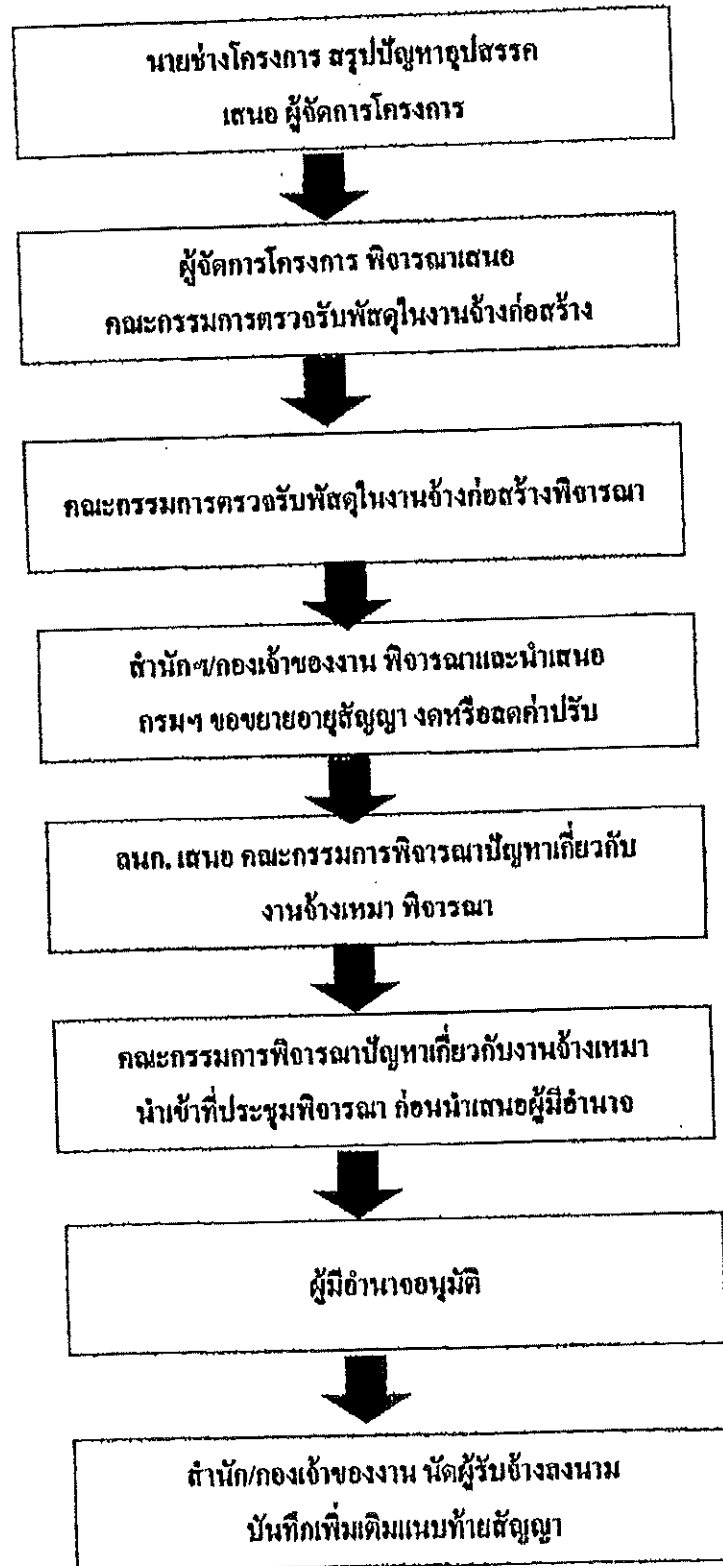 นายช่างโครงการ สรุปปัญหาอุปสรรค
เสนอ ผู้จัดการโครงการ
ผู้จัดการโครงการ พิจารณาเสนอ
คณะกรรมการตรวจรับพัสดุในงานจ้างก่อสร้าง
คณะกรรมการตรวจรับพัสดุในงานจ้างก่อสร้างพิจารณา
สำนักฯ/กองเจ้าของงาน พิจารณาและนำเสนอ
กรมฯ ขอขยายอายุสัญญา งดหรือลดค่าปรับ
ลนก. เสนอ คณะกรรมการพิจารณาปัญหาเกี่ยวกับ
งานจ้างเหมา พิจารณา
คณะกรรมการพิจารณาปัญหาเกี่ยวกับงานจ้างเหมา
นำเข้าที่ประชุมพิจารณา ก่อนนำเสนอผู้มีอำนาจ
ผู้มีอำนาจอนุมัติ
สำนัก/กองเจ้าของงาน นัดผู้รับจ้างลงนาม
บันทึกเพิ่มเติมแนบท้ายสัญญา